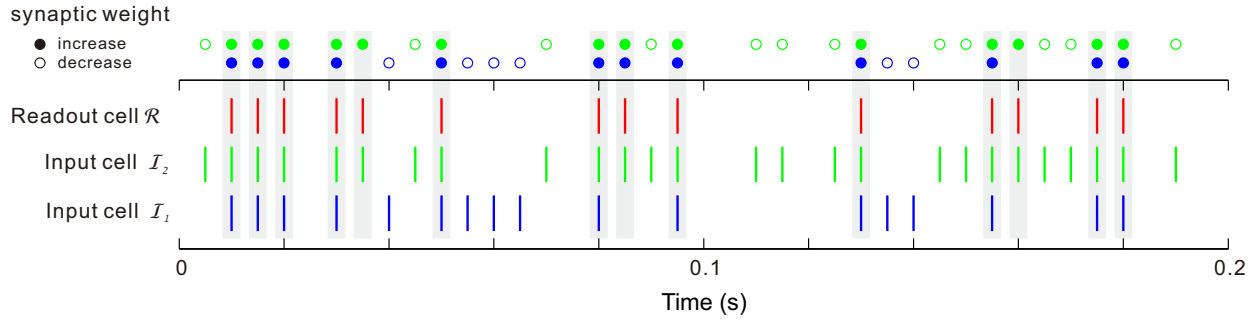 synaptic weight
increase
decrease
Readout cell ℛ
Input cell ℐ₂
Input cell ℐ₁
0 0.1 0.2
Time (s)